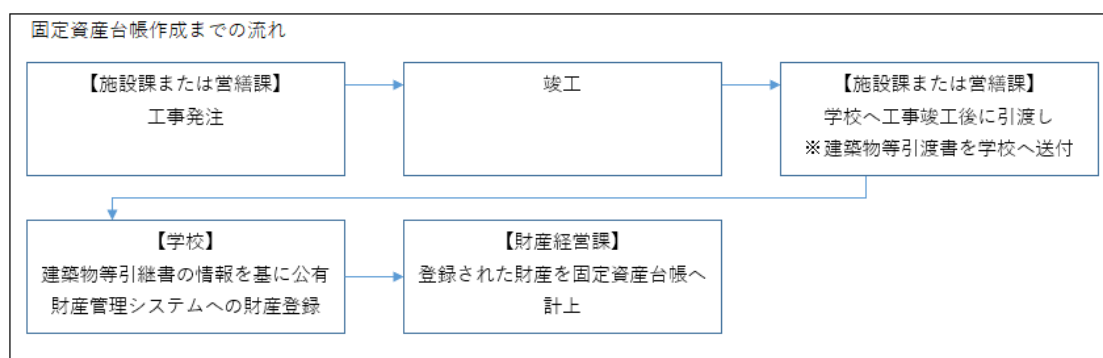 固定資産台帳作成までの流れ
【施設課または営繕課】
工事発注
竣工
【施設課または営繕課】
学校へ工事竣工後に引渡し
※建築物等引渡書を学校へ送付
【学校】
建築物等引継書の情報を基に公有
財産管理システムへの財産登録
【財産経営課】
登録された財産を固定資産台帳へ
計上